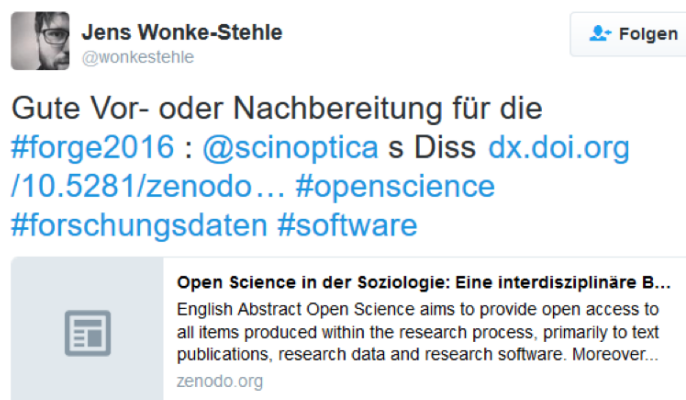 Jens Wonke-Stehle
@wonkestehle
Folgen
Gute Vor- oder Nachbereitung für die
#forge2016 : @scinoptica s Diss dx.doi.org
/10.5281/zenodo… #openscience
#forschungsdaten #software
Open Science in der Soziologie: Eine interdisziplinäre B...
English Abstract Open Science aims to provide open access to
all items produced within the research process, primarily to text
publications, research data and research software. Moreover...
zenodo.org